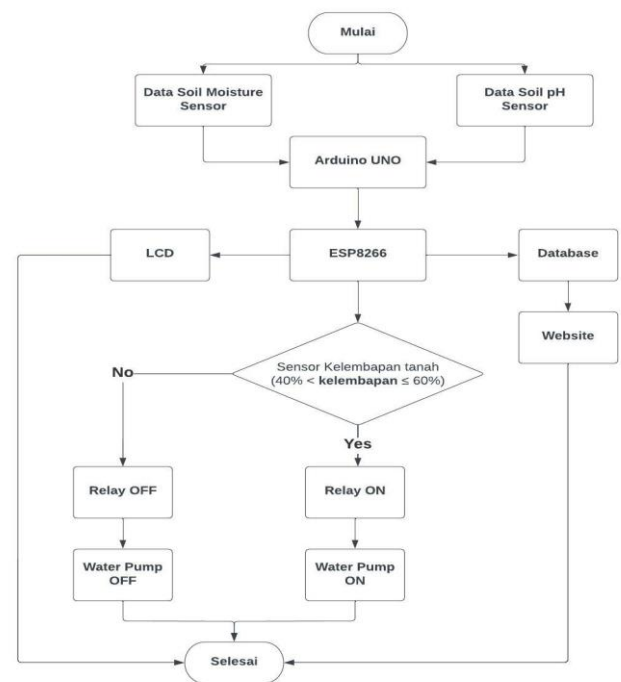 Mulai
Data Soil Moisture
Sensor
Data Soil pH
Sensor
Arduino UNO
LCD
ESP8266
Database
Website
Sensor Kelembapan tanah
(40% < kelembapan ≤ 60%)
No
Yes
Relay OFF
Relay ON
Water Pump
OFF
Water Pump
ON
Selesai